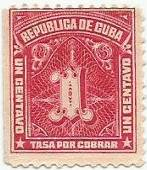 REPUBLICA DE CUBA
UN CENTAVO
1
UN CENTAVO
TASA POR COBRAR